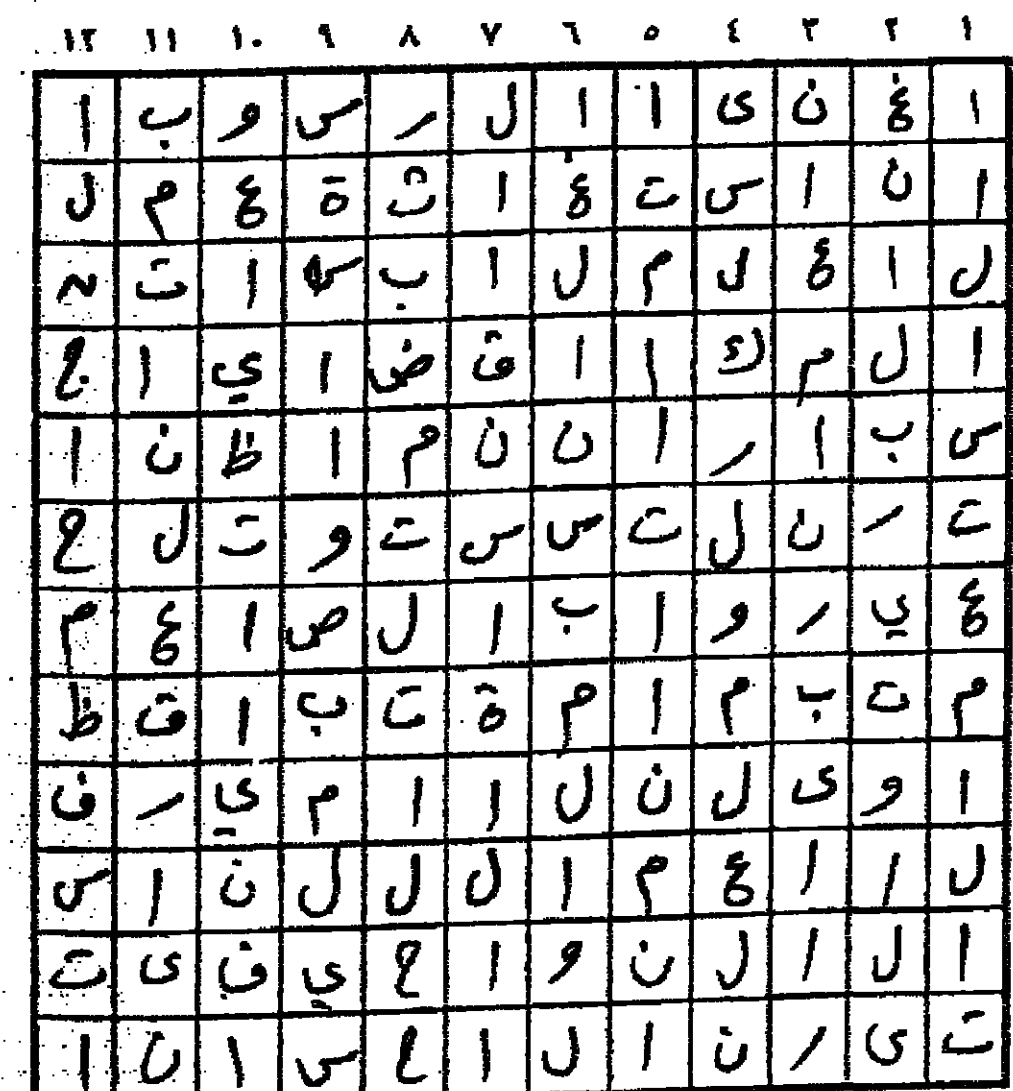 ١ ٢ ٣ ٤ ٥ ٦ ٧ ٨ ٩ ١٠ ١١ ١٢
ا غ ن ى ا ا ل ر س و ب ا
ا ن ا س ت غ ا ث ة ع م ل
ل ا ع ل م ل ا ب ك ا ت
ا ل م ك ا ا ق ض ا ي ا ج
س ب ا ر ا ن ن م ا ظ ن ا
ت ر ن ل ت س س ت و ت ل ح
ع ي ر و ا ب ا ل ص ا ع م
م ت ب م ا م ة ت ب ا ق ظ
ا و ى ل ن ل ا ا م ي ر ف
ل ا ا ع م ا ل ل ل ن ا س
ا ل ا ل ن و ا ح ي ف ى ت
ت ى ر ن ا ل ا ح س ا ن ا